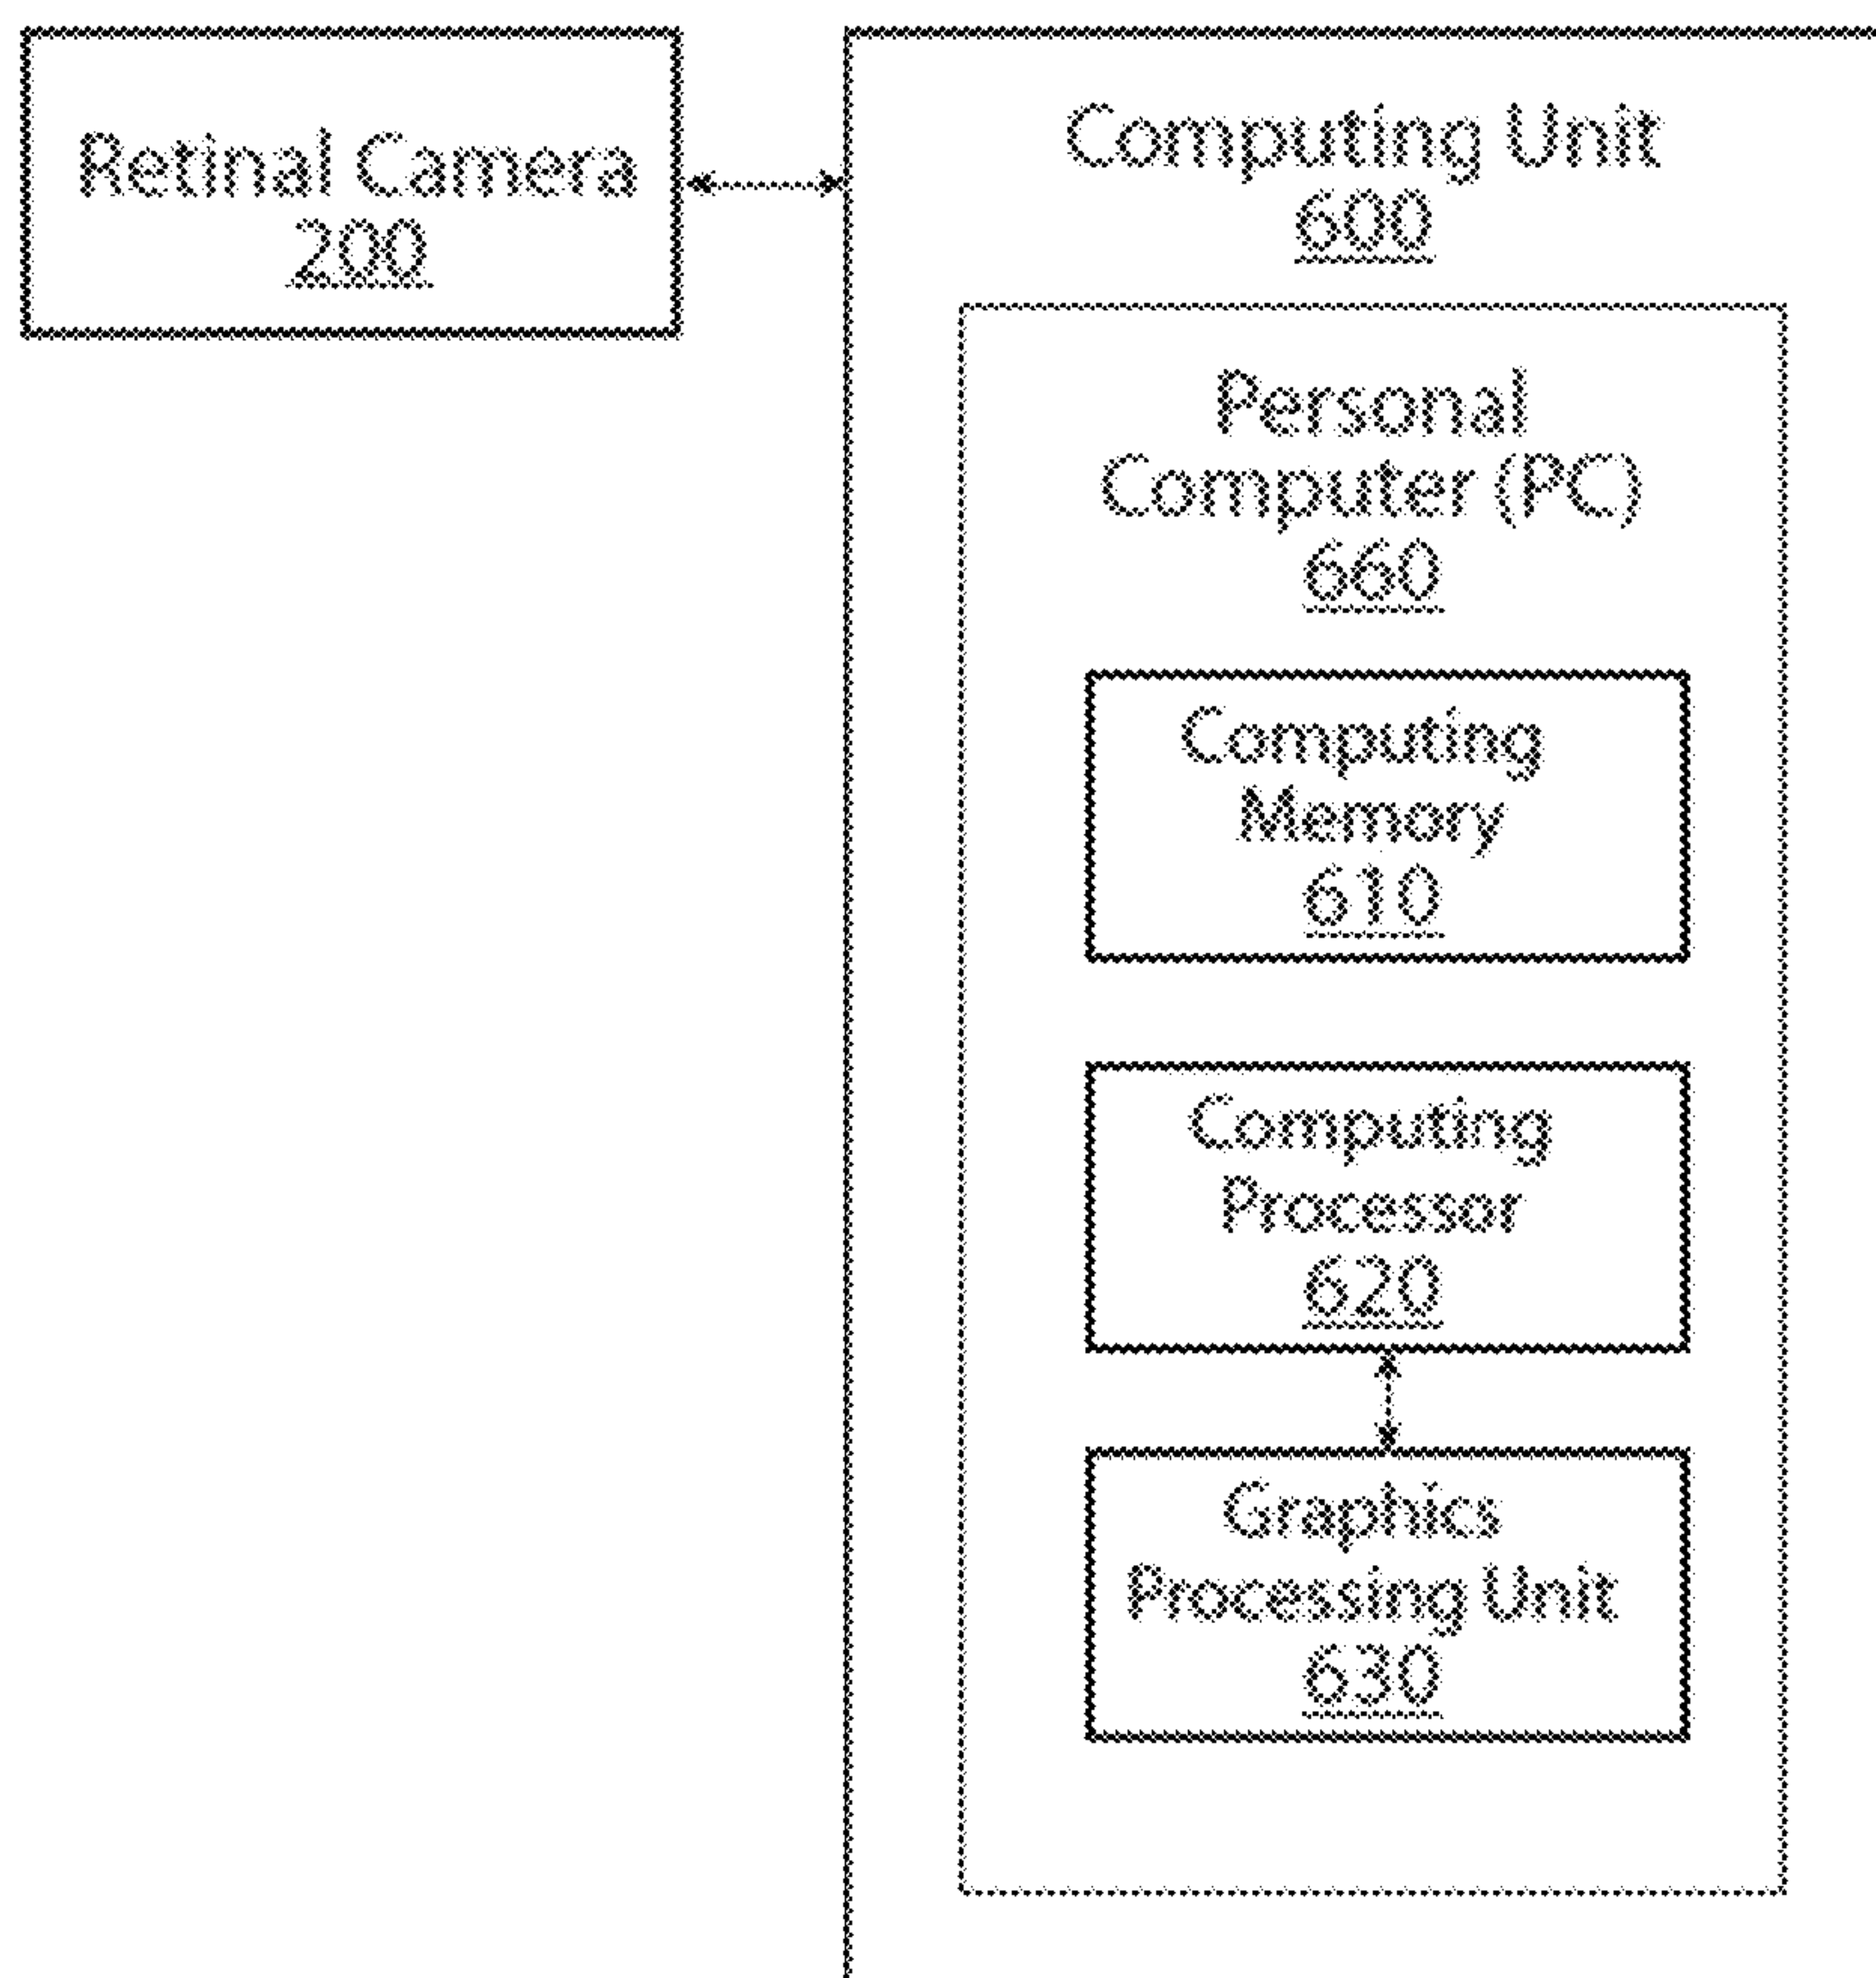 Retinal Camera
200
Computing Unit
600
Personal
Computer (PC)
660
Computing
Memory
610
Computing
Processor
620
Graphics
Processing Unit
630